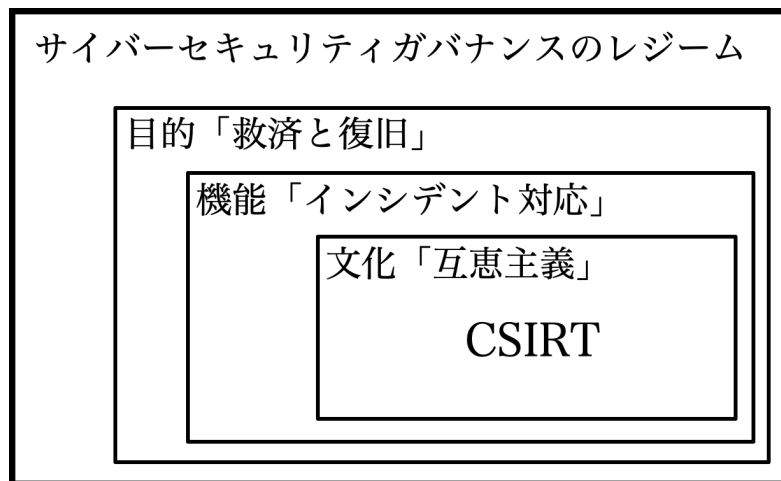 サイバーセキュリティガバナンスのレジーム
目的「救済と復旧」
機能「インシデント対応」
文化「互恵主義」
CSIRT